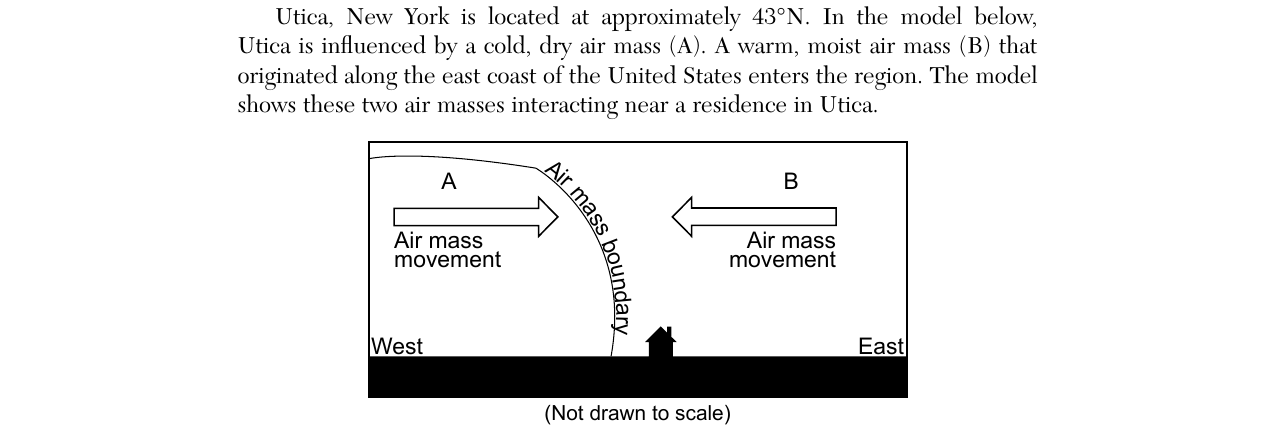 Utica, New York is located at approximately 43°N. In the model below,
Utica is influenced by a cold, dry air mass (A). A warm, moist air mass (B) that
originated along the east coast of the United States enters the region. The model
shows these two air masses interacting near a residence in Utica.
A
B
Air mass boundary
Air mass
movement
Air mass
movement
West
East
(Not drawn to scale)